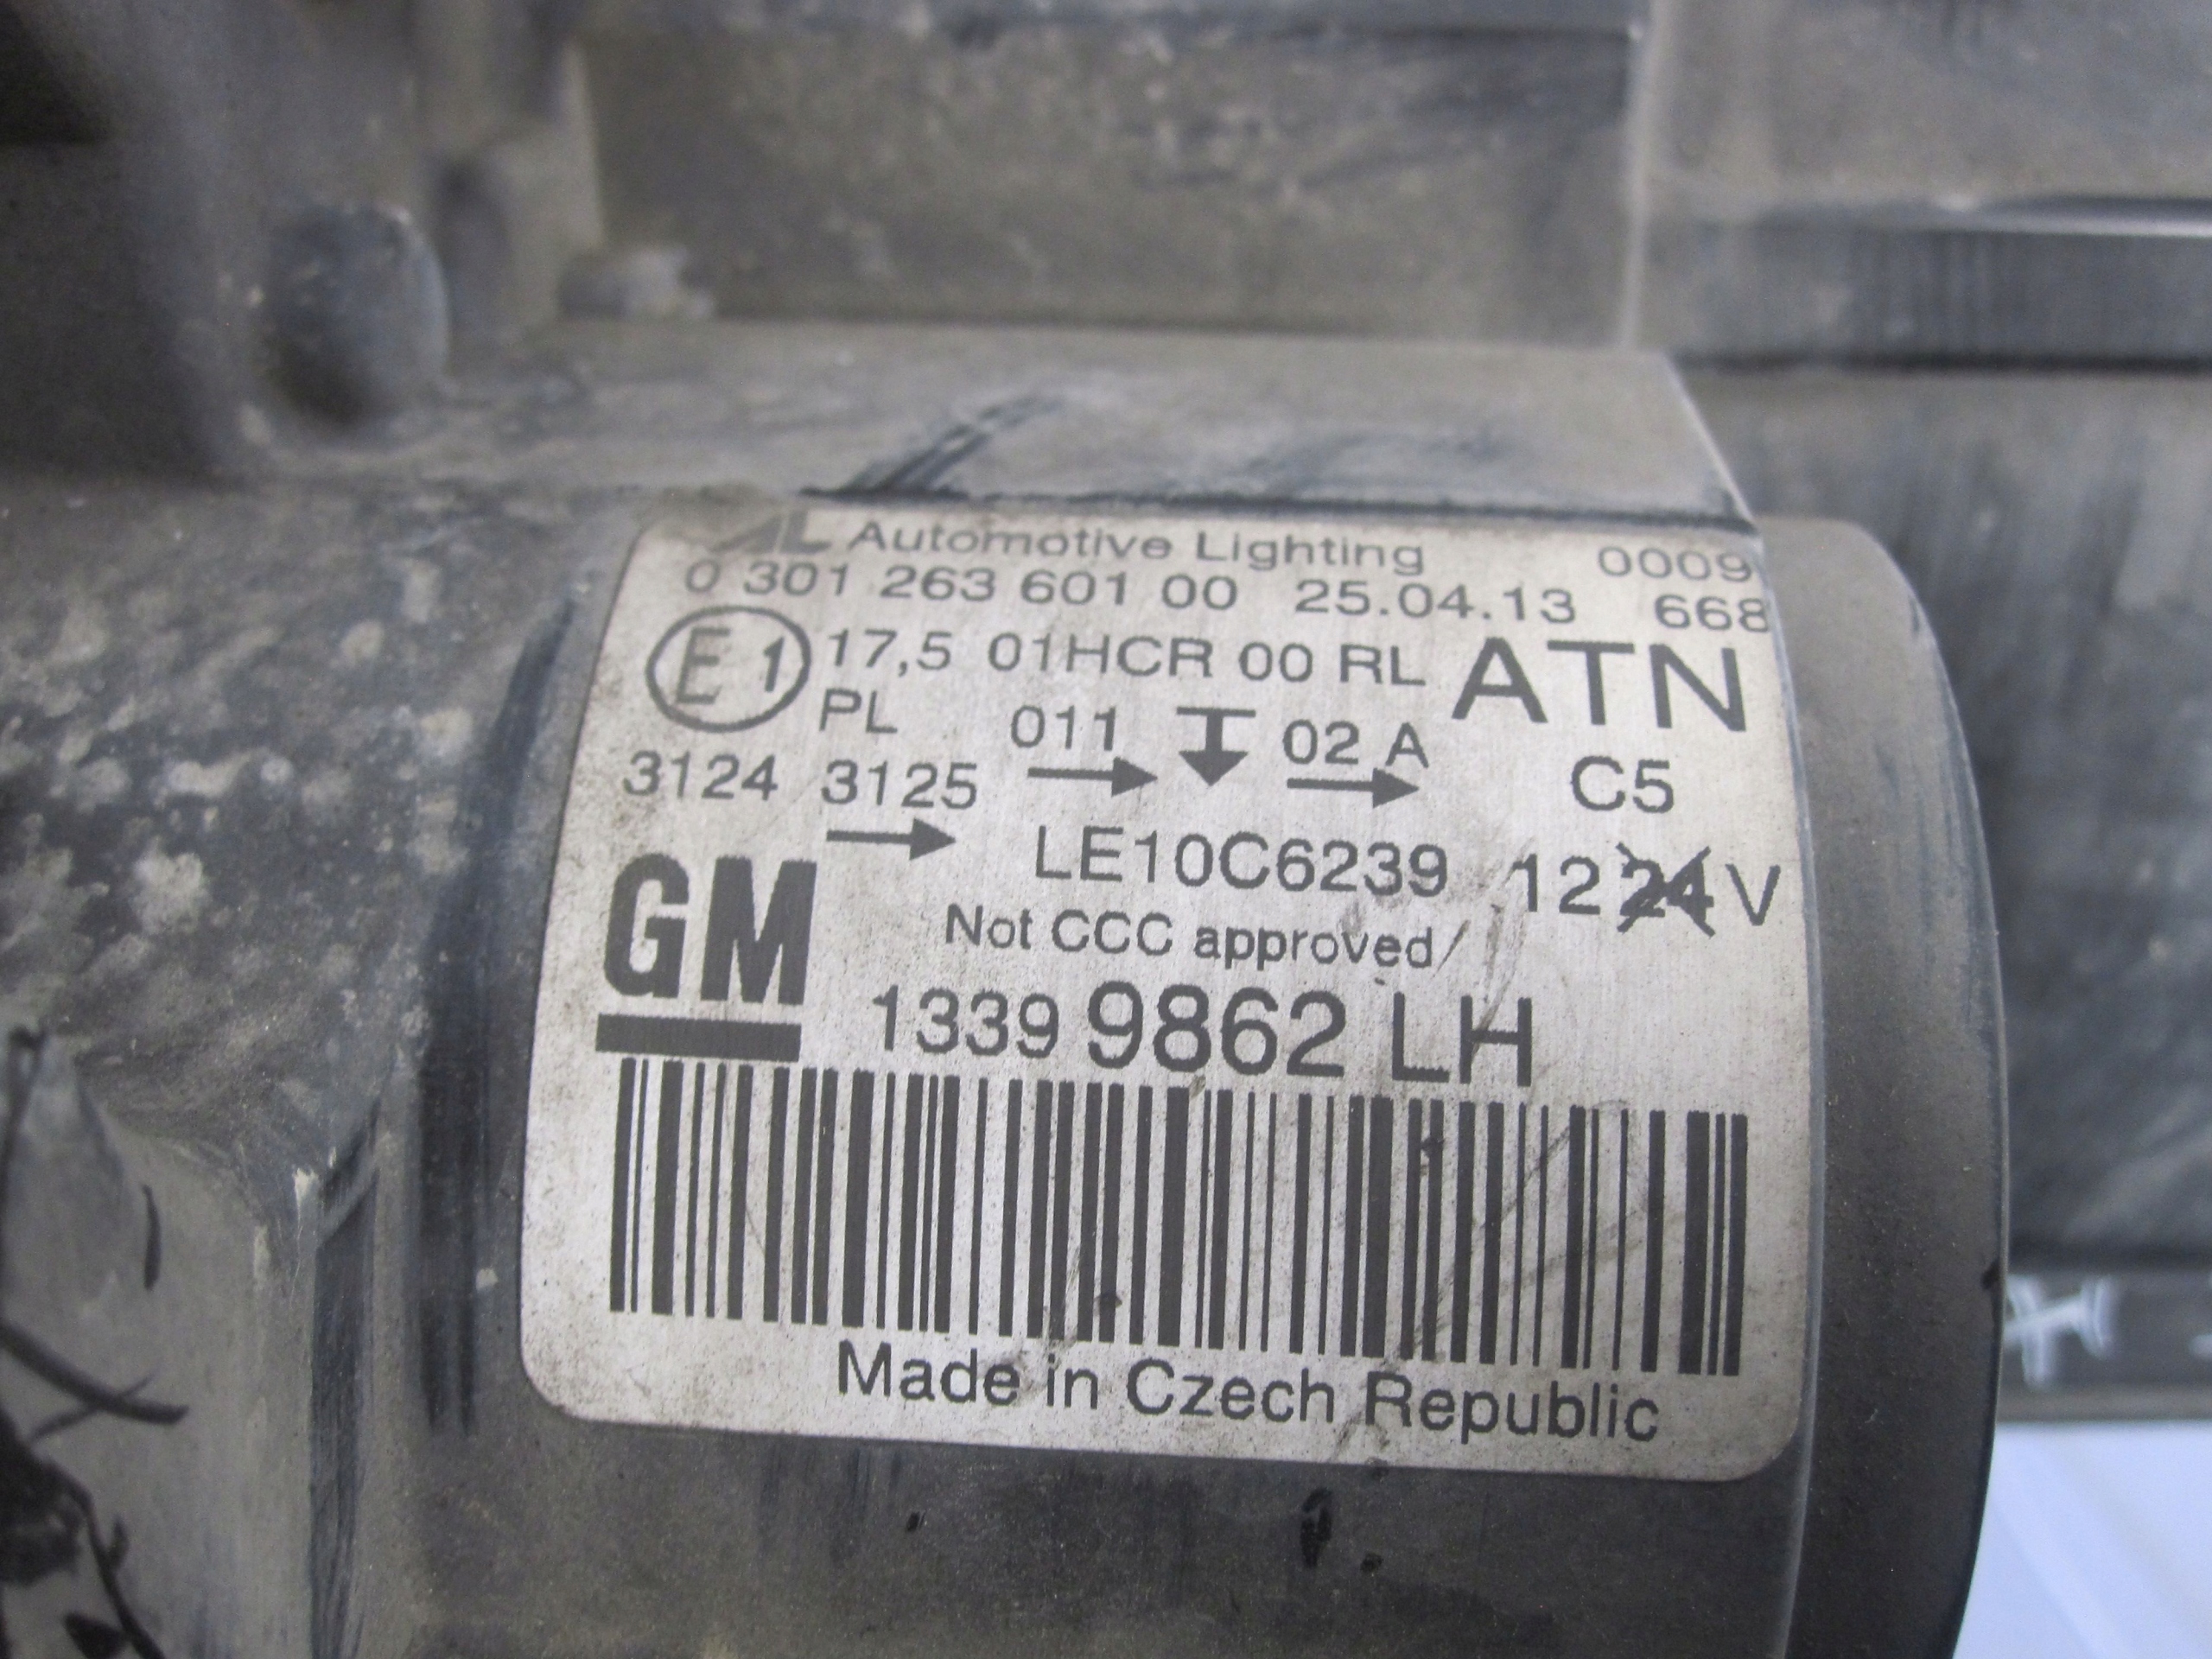 AL Automotive Lighting 0009
0 301 263 601 00 25.04.13 668
E1 17,5 01HCR 00 RL ATN
PL 011 02 A
3124 3125 C5
LE10C6239 12 24 V
Not CCC approved/
GM
1339 9862 LH
Made in Czech Republic